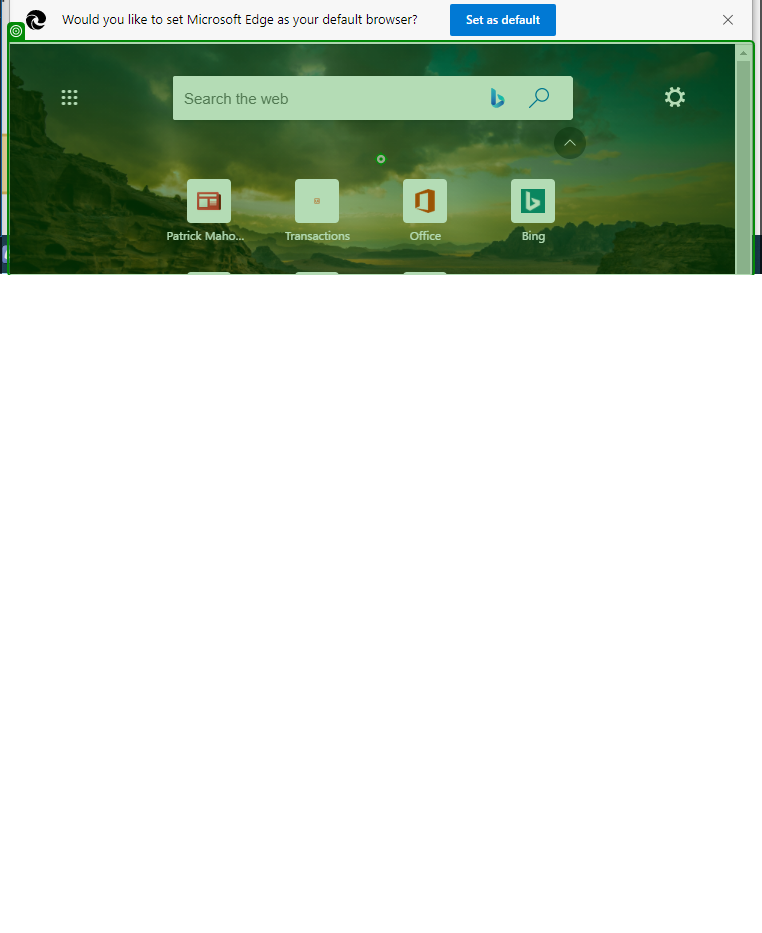 Would you like to set Microsoft Edge as your default browser?
Set as default
Search the web
Patrick Maho...
Transactions
Office
Bing